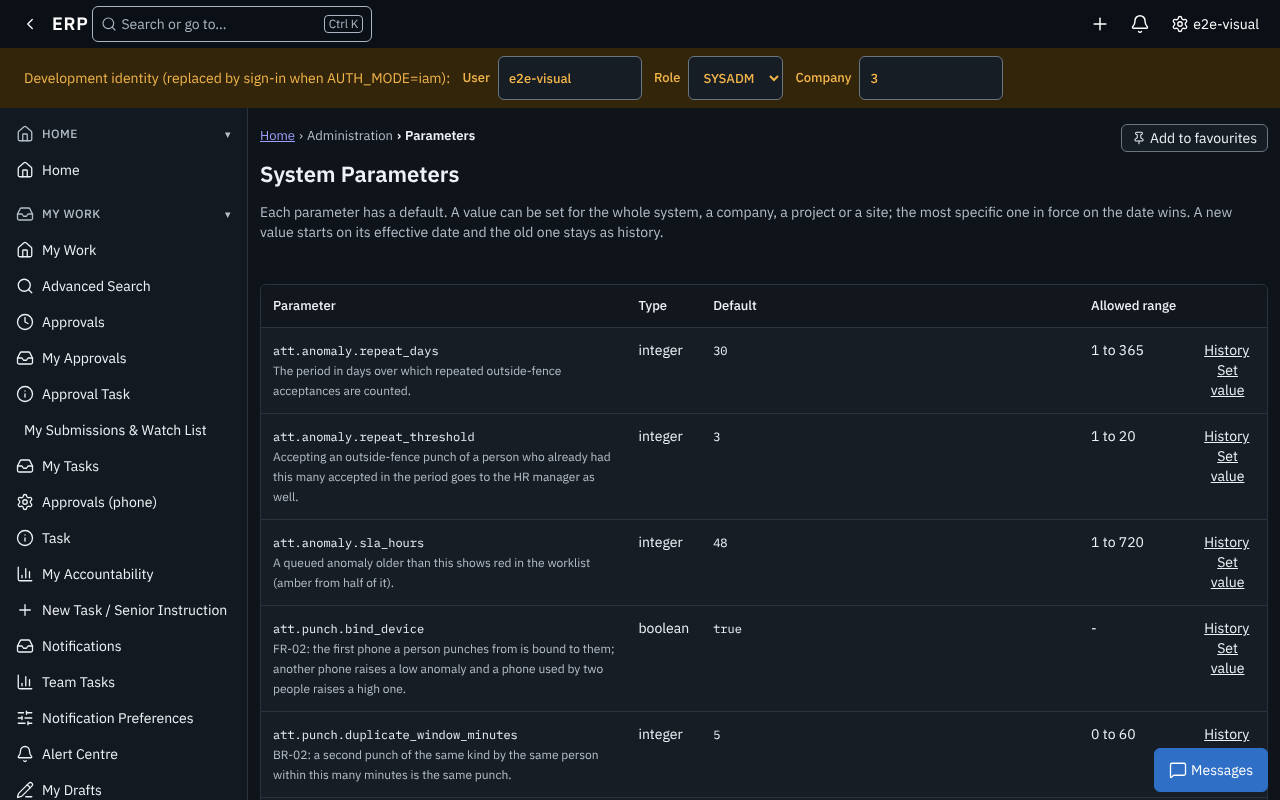 ERP
Search or go to...
Ctrl K
e2e-visual
Development identity (replaced by sign-in when AUTH_MODE=iam): User e2e-visual Role SYSADM Company 3
HOME
Home
MY WORK
My Work
Advanced Search
Approvals
My Approvals
Approval Task
My Submissions & Watch List
My Tasks
Approvals (phone)
Task
My Accountability
New Task / Senior Instruction
Notifications
Team Tasks
Notification Preferences
Alert Centre
My Drafts
Home › Administration › Parameters
Add to favourites
System Parameters
Each parameter has a default. A value can be set for the whole system, a company, a project or a site; the most specific one in force on the date wins. A new
value starts on its effective date and the old one stays as history.
Parameter Type Default Allowed range
att.anomaly.repeat_days integer 30 1 to 365 History
The period in days over which repeated outside-fence Set
acceptances are counted. value
att.anomaly.repeat_threshold integer 3 1 to 20 History
Accepting an outside-fence punch of a person who already had Set
this many accepted in the period goes to the HR manager as value
well.
att.anomaly.sla_hours integer 48 1 to 720 History
A queued anomaly older than this shows red in the worklist Set
(amber from half of it). value
att.punch.bind_device boolean true - History
FR-02: the first phone a person punches from is bound to them; Set
another phone raises a low anomaly and a phone used by two value
people raises a high one.
att.punch.duplicate_window_minutes integer 5 0 to 60 History
BR-02: a second punch of the same kind by the same person
within this many minutes is the same punch.
Messages